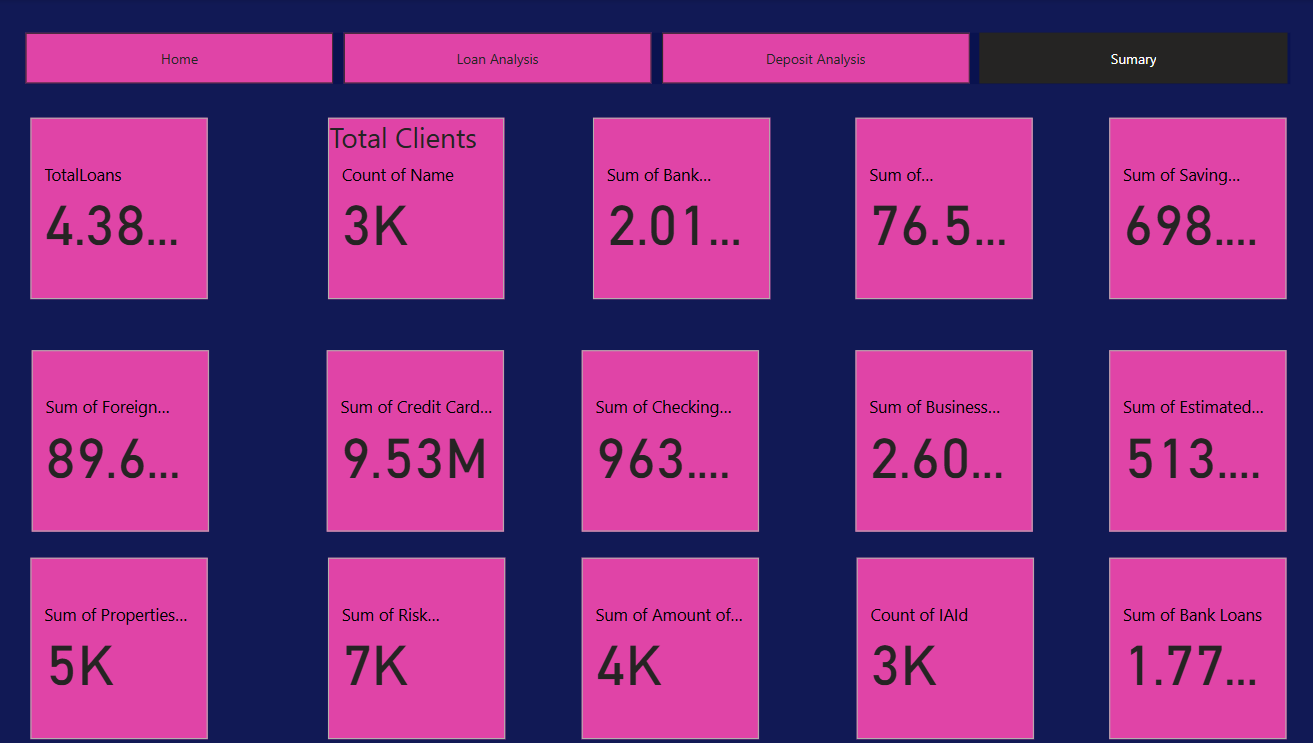 Home
Loan Analysis
Deposit Analysis
Sumary
TotalLoans
4.38...
Total Clients
Count of Name
3K
Sum of Bank...
2.01...
Sum of...
76.5...
Sum of Saving...
698....
Sum of Foreign...
89.6...
Sum of Credit Card...
9.53M
Sum of Checking...
963....
Sum of Business...
2.60...
Sum of Estimated...
513....
Sum of Properties...
5K
Sum of Risk...
7K
Sum of Amount of...
4K
Count of IAId
3K
Sum of Bank Loans
1.77...